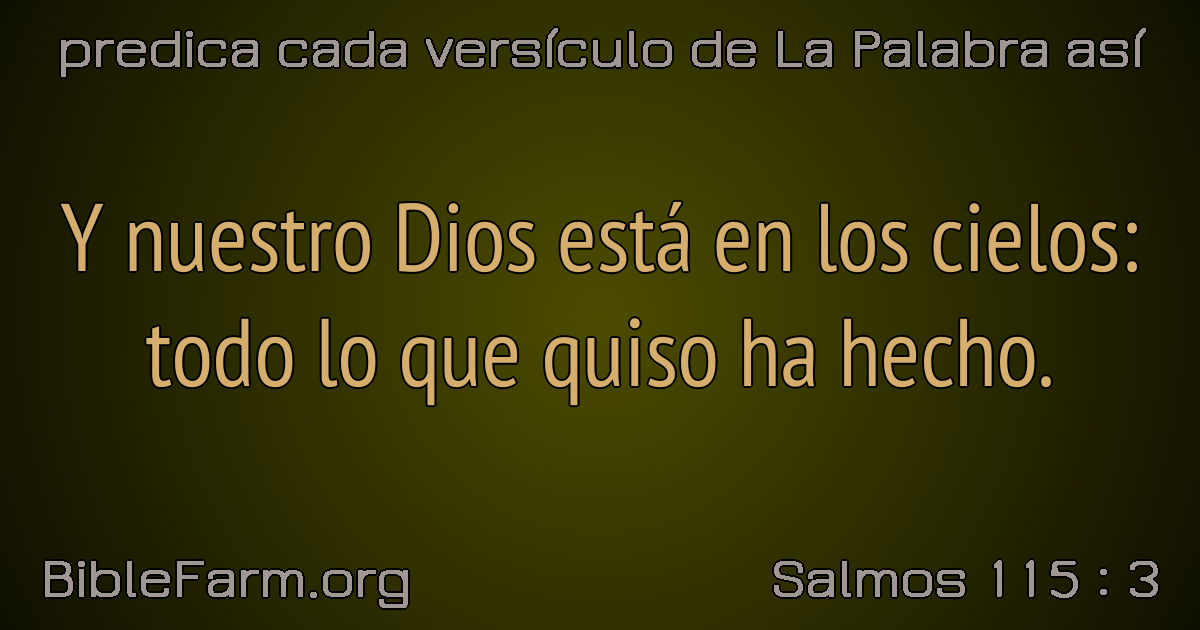 predica cada versículo de La Palabra así
Y nuestro Dios está en los cielos:
todo lo que quiso ha hecho.
BibleFarm.org
Salmos 115 : 3